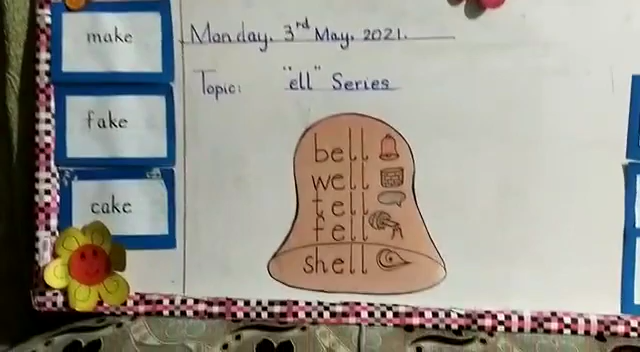 make
fake
cake
Monday, 3rd May, 2021.
Topic: "ell" Series
bell
well
tell
fell
shell